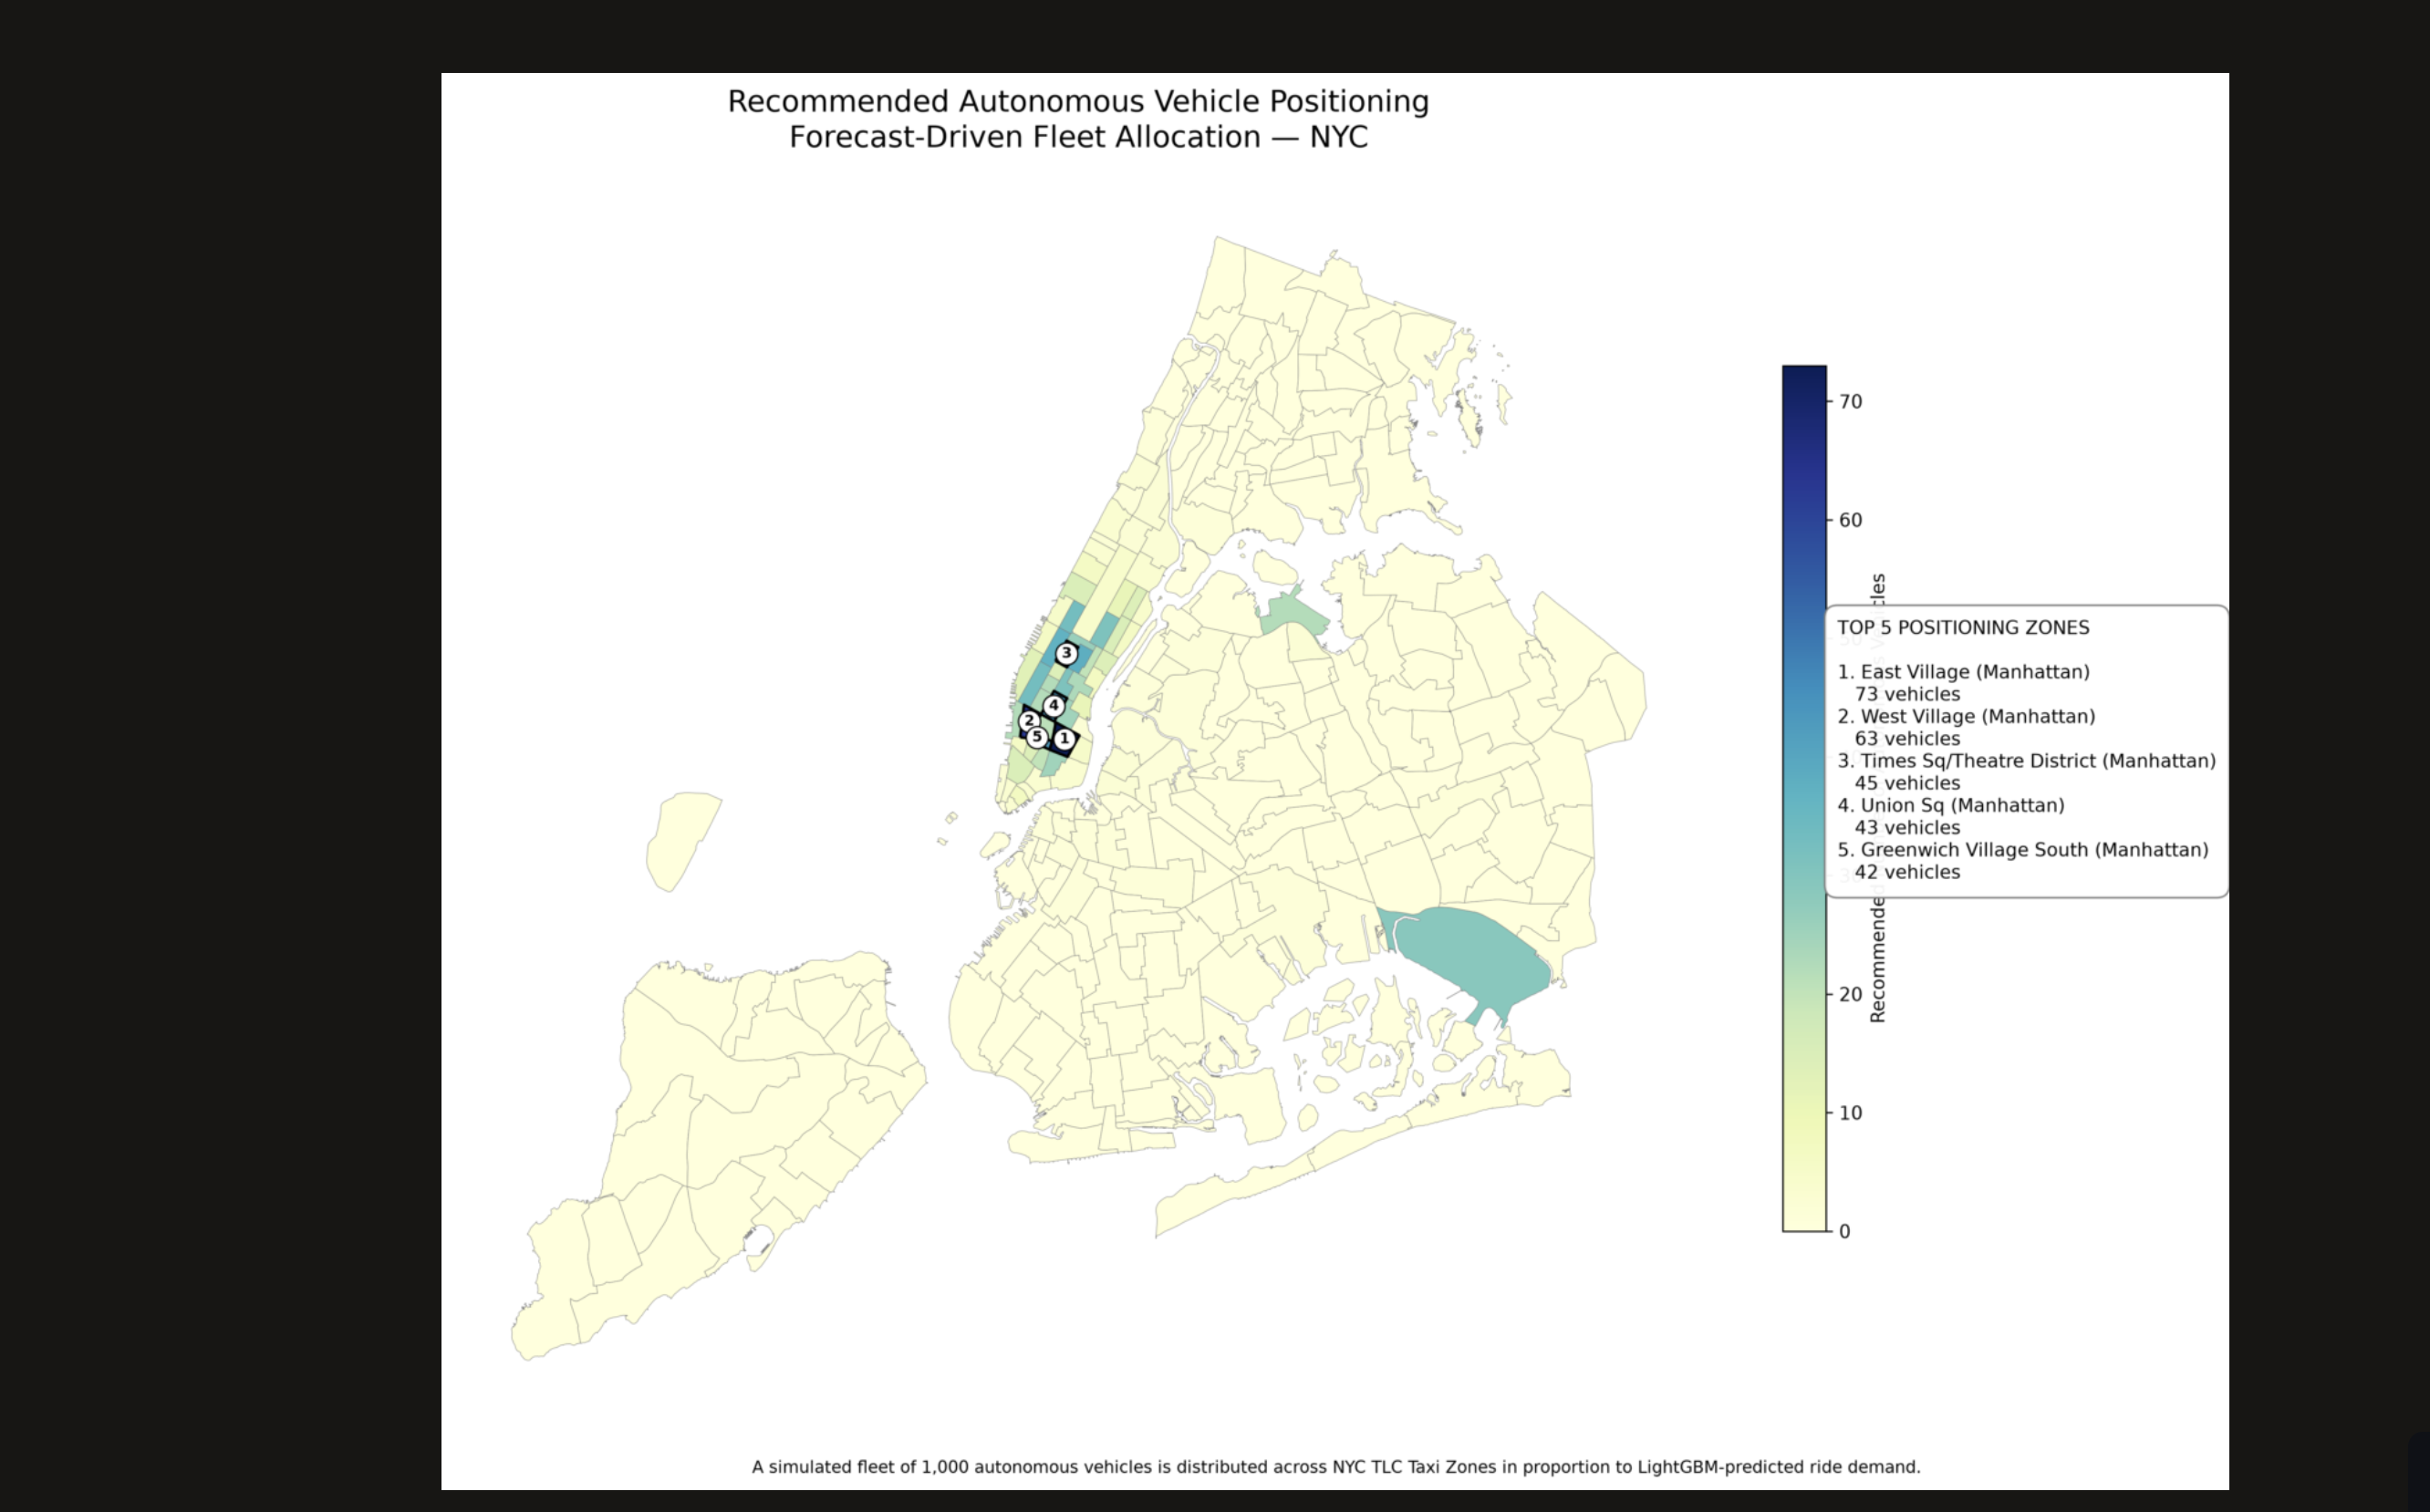 Recommended Autonomous Vehicle Positioning
Forecast-Driven Fleet Allocation — NYC
3
4
2
5
1
70
60
20
10
0
TOP 5 POSITIONING ZONES
1. East Village (Manhattan)
73 vehicles
2. West Village (Manhattan)
63 vehicles
3. Times Sq/Theatre District (Manhattan)
45 vehicles
4. Union Sq (Manhattan)
43 vehicles
5. Greenwich Village South (Manhattan)
42 vehicles
A simulated fleet of 1,000 autonomous vehicles is distributed across NYC TLC Taxi Zones in proportion to LightGBM-predicted ride demand.